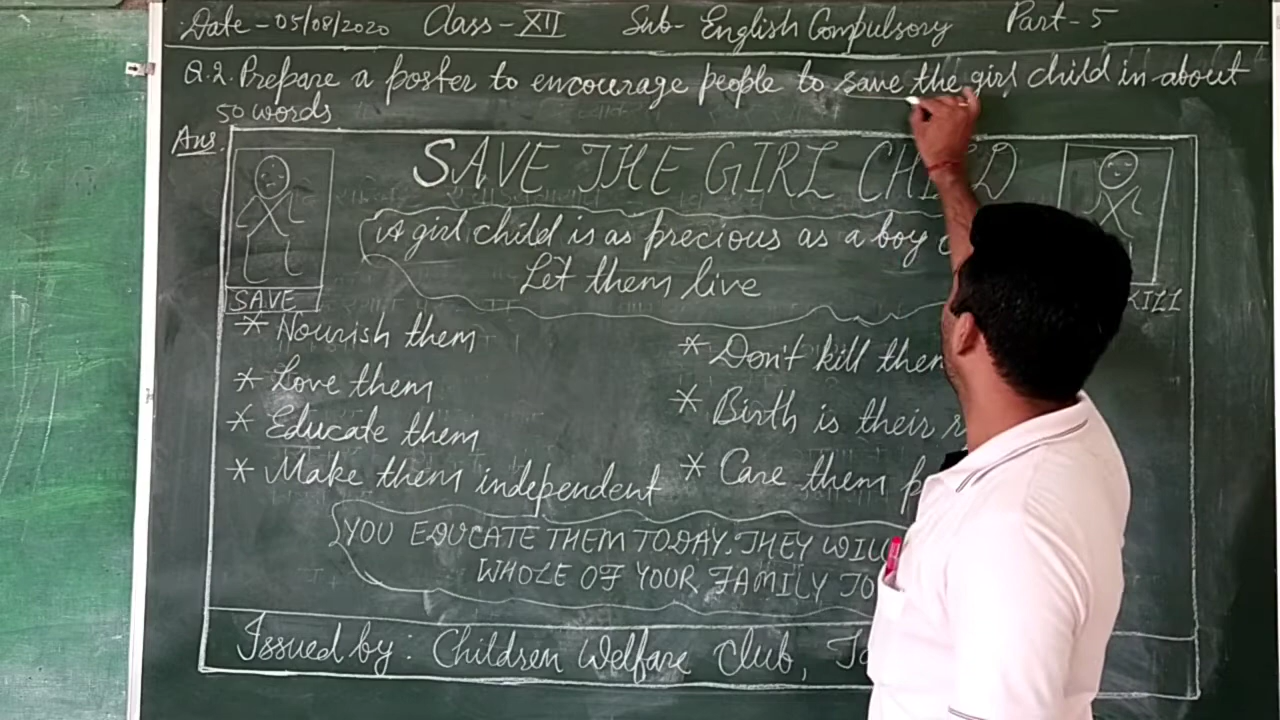 Date - 05/08/2020 Class - XII Sub- English Compulsory Part - 5
Q.2. Prepare a poster to encourage people to save the girl child in about
50 words
Ans.
SAVE THE GIRL CHILD
A girl child is as precious as a boy
Let them live
SAVE
KILL
* Nourish them
* Love them
* Educate them
* Make them independent
* Don't kill them
* Birth is their
* Care them
YOU EDUCATE THEM TODAY. THEY WILL
WHOLE OF YOUR FAMILY
Issued by: Children Welfare Club,